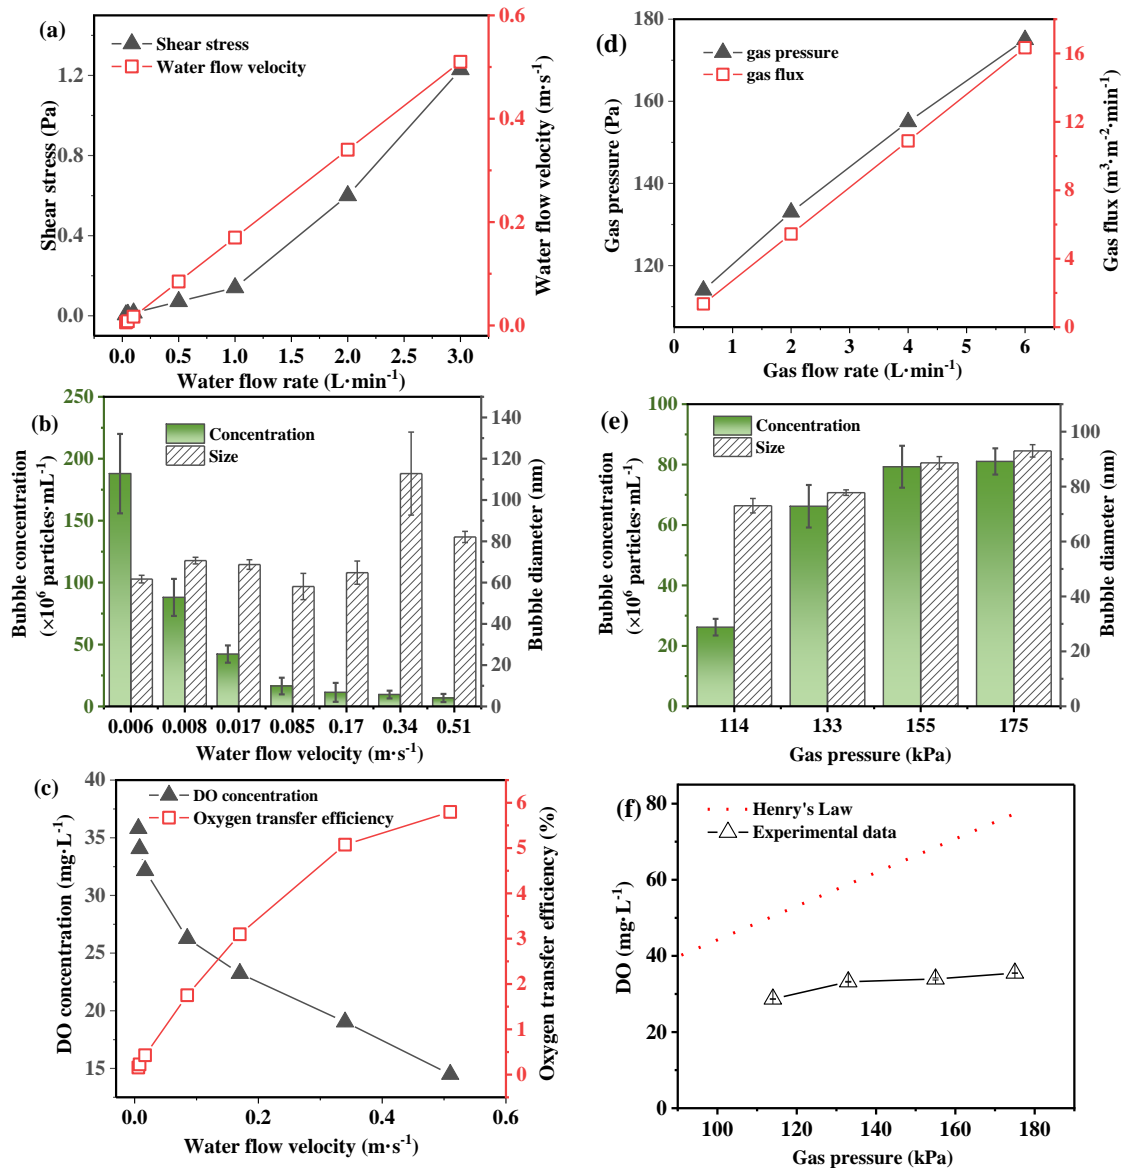 (a)
Shear stress
Water flow velocity
Shear stress (Pa)
1.2
0.8
0.4
0.0
Water flow velocity (m·s⁻¹)
0.6
0.4
0.2
0.0
0.0 0.5 1.0 1.5 2.0 2.5 3.0
Water flow rate (L·min⁻¹)
(d)
gas pressure
gas flux
Gas pressure (Pa)
180
160
140
120
Gas flux (m³·m⁻²·min⁻¹)
16
12
8
4
0
0 1 2 3 4 5 6
Gas flow rate (L·min⁻¹)
(b)
Concentration
Size
Bubble concentration
(×10⁶ particles·mL⁻¹)
250
200
150
100
50
0
Bubble diameter (nm)
140
120
100
80
60
40
20
0
0.006 0.008 0.017 0.085 0.17 0.34 0.51
Water flow velocity (m·s⁻¹)
(e)
Concentration
Size
Bubble concentration
(×10⁶ particles·mL⁻¹)
100
80
60
40
20
0
Bubble diameter (nm)
100
80
60
40
20
0
114 133 155 175
Gas pressure (kPa)
(c)
DO concentration
Oxygen transfer efficiency
DO concentration (mg·L⁻¹)
40
35
30
25
20
15
Oxygen transfer efficiency (%)
6
5
4
3
2
1
0
0.0 0.2 0.4 0.6
Water flow velocity (m·s⁻¹)
(f)
Henry's Law
Experimental data
DO (mg·L⁻¹)
80
60
40
20
0
100 120 140 160 180
Gas pressure (kPa)